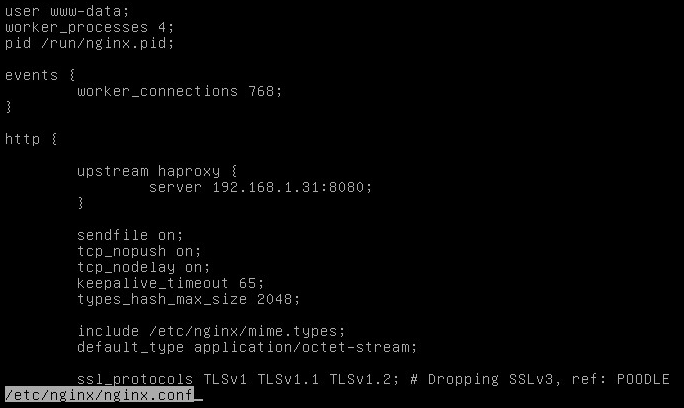 user www-data;
worker_processes 4;
pid /run/nginx.pid;
events {
worker_connections 768;
}
http {
upstream haproxy {
server 192.168.1.31:8080;
}
sendfile on;
tcp_nopush on;
tcp_nodelay on;
keepalive_timeout 65;
types_hash_max_size 2048;
include /etc/nginx/mime.types;
default_type application/octet-stream;
ssl_protocols TLSv1 TLSv1.1 TLSv1.2; # Dropping SSLv3, ref: POODLE
/etc/nginx/nginx.conf